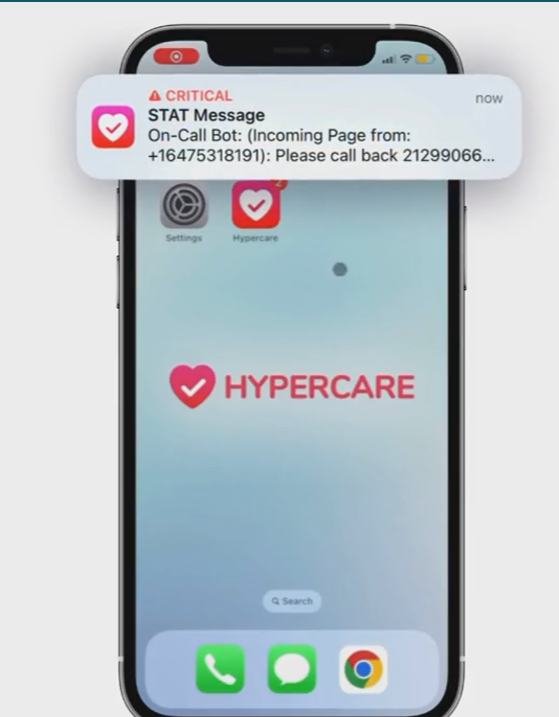 CRITICAL
now
STAT Message
On-Call Bot: (Incoming Page from:
+16475318191): Please call back 21299066...
2
Settings
Hypercare
HYPERCARE
Search